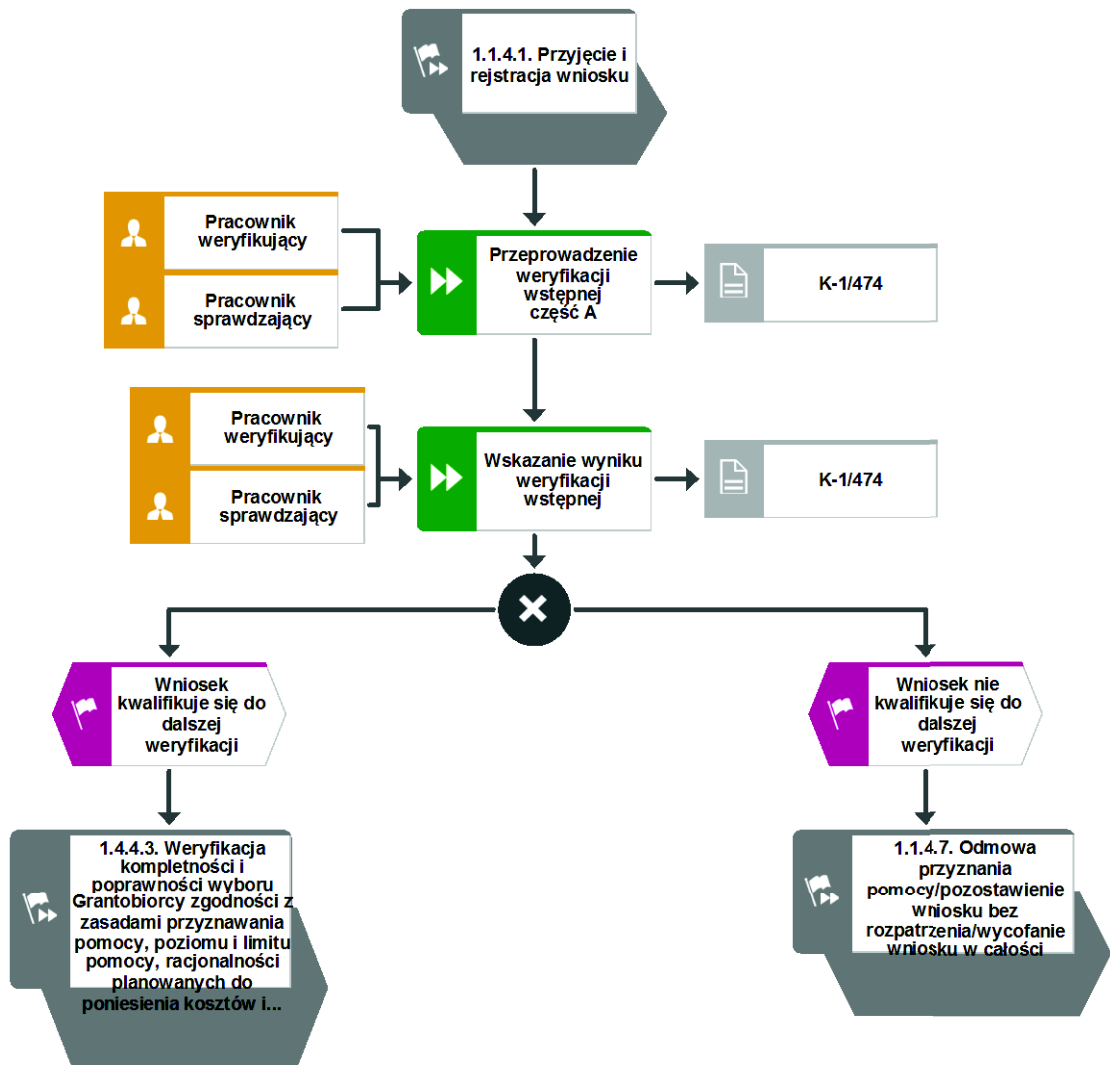 1.1.4.1. Przyjęcie i
rejstracja wniosku
Pracownik
weryfikujący
Pracownik
sprawdzający
Przeprowadzenie
weryfikacji
wstępnej
część A
K-1/474
Pracownik
weryfikujący
Pracownik
sprawdzający
Wskazanie wyniku
weryfikacji
wstępnej
K-1/474
Wniosek
kwalifikuje się do
dalszej
weryfikacji
Wniosek nie
kwalifikuje się do
dalszej
weryfikacji
1.4.4.3. Weryfikacja
kompletności i
poprawności wyboru
Grantobiorcy zgodności z
zasadami przyznawania
pomocy, poziomu i limitu
pomocy, racjonalności
planowanych do
poniesienia kosztów i...
1.1.4.7. Odmowa
przyznania
pomocy/pozostawienie
wniosku bez
rozpatrzenia/wycofanie
wniosku w całości